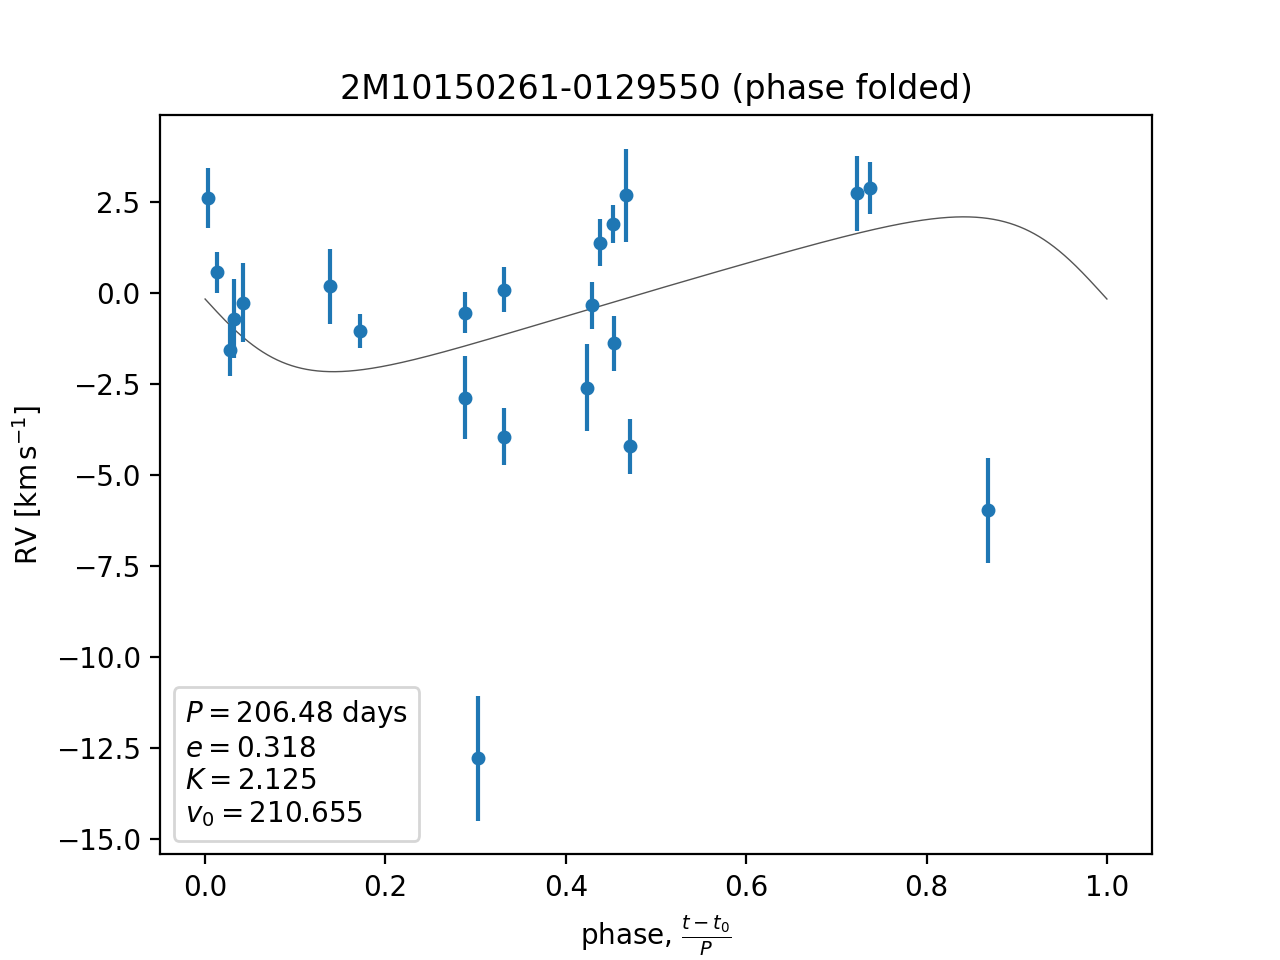 2M10150261-0129550 (phase folded)
RV [km s⁻¹]
2.5
0.0
−2.5
−5.0
−7.5
−10.0
−12.5
−15.0
P = 206.48 days
e = 0.318
K = 2.125
v₀ = 210.655
0.0 0.2 0.4 0.6 0.8 1.0
phase, (t − t₀)/P